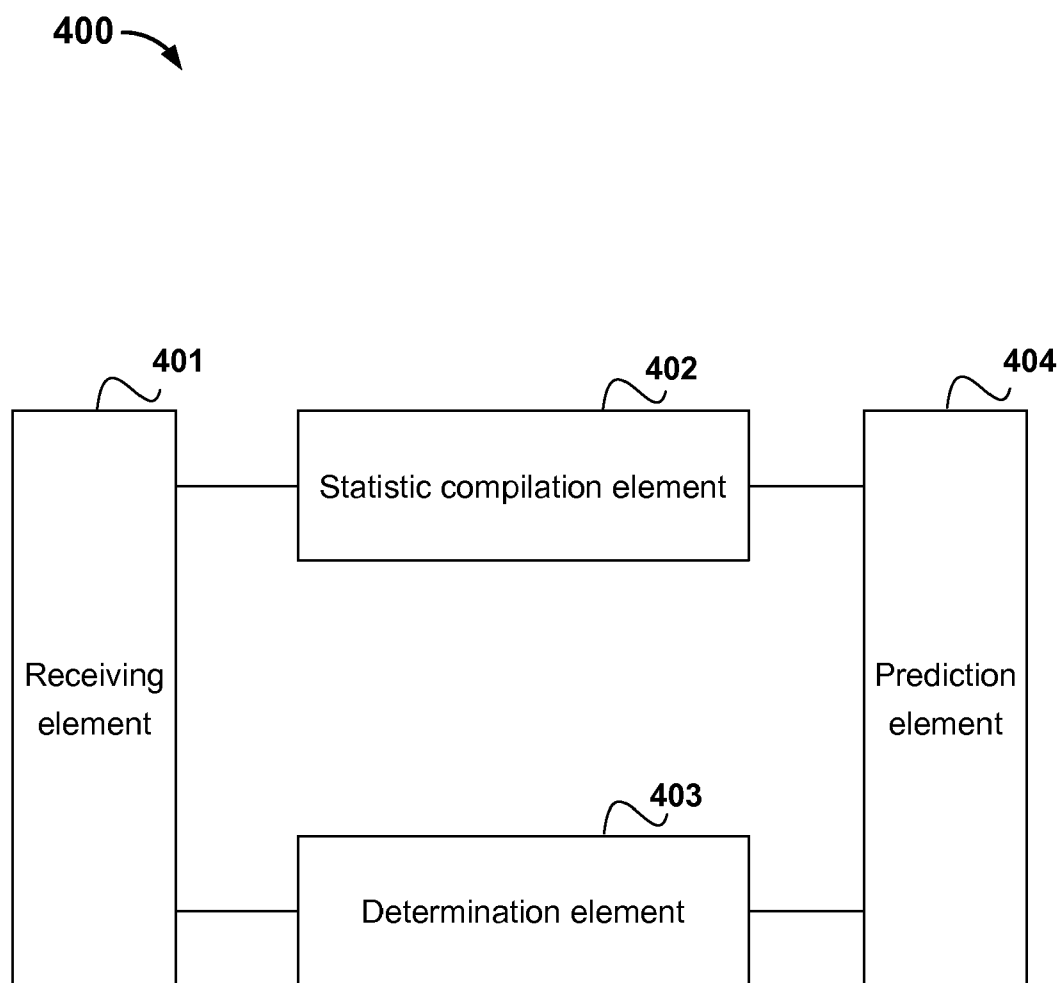 400
401
402
404
Statistic compilation element
Receiving
element
Prediction
element
403
Determination element